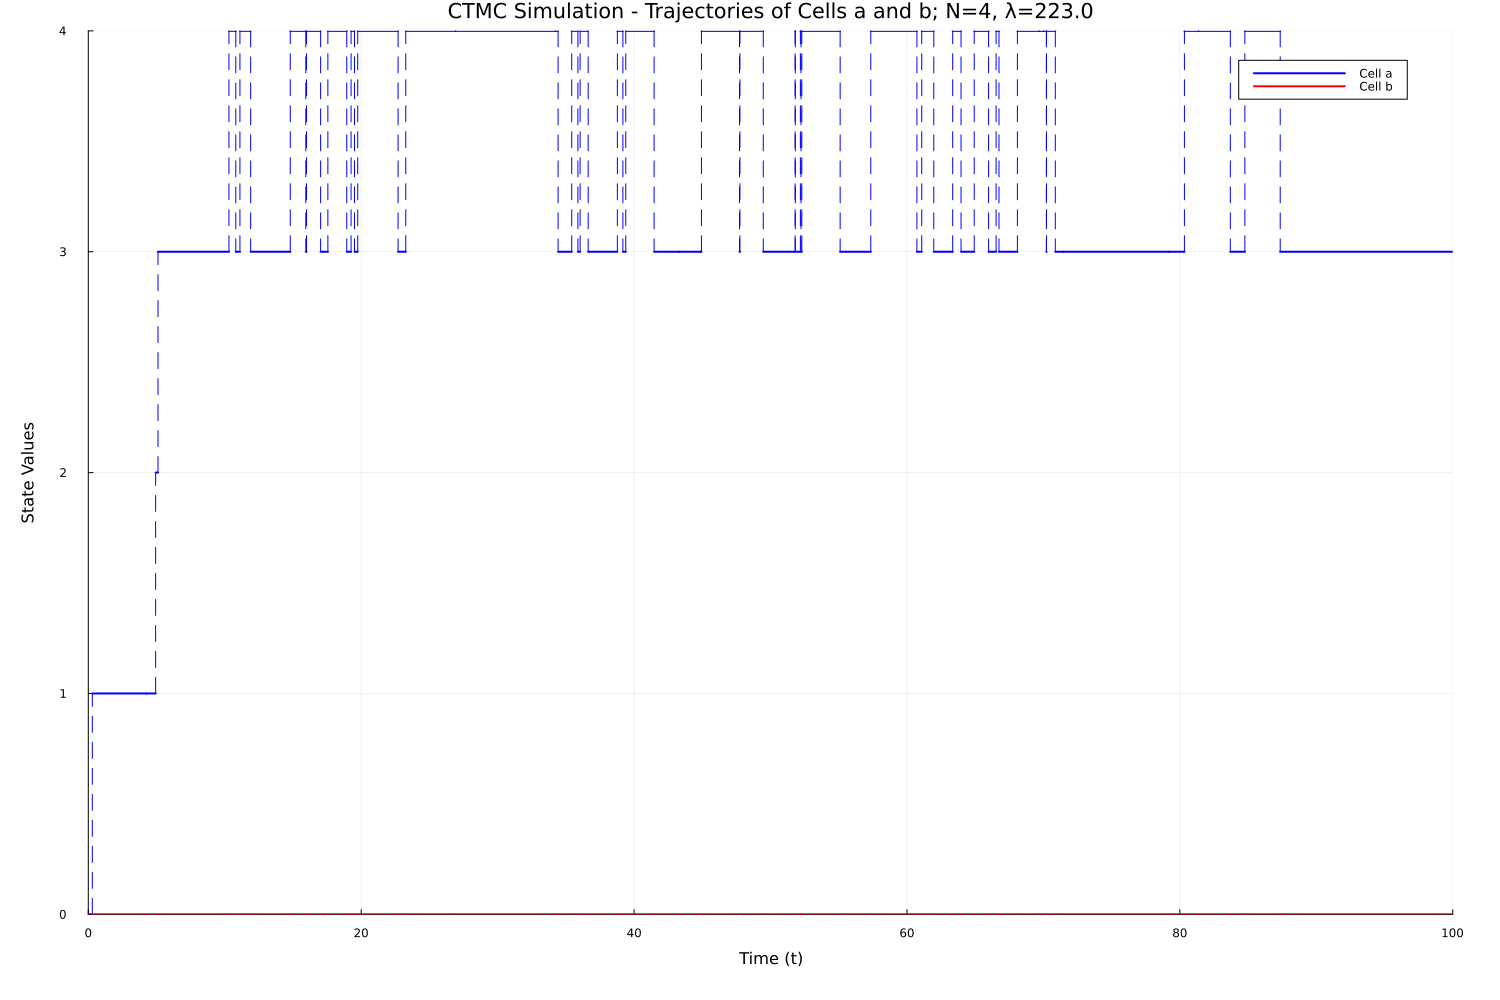 CTMC Simulation - Trajectories of Cells a and b; N=4, λ=223.0
4
Cell a
Cell b
3
State Values
2
1
0
0 20 40 60 80 100
Time (t)